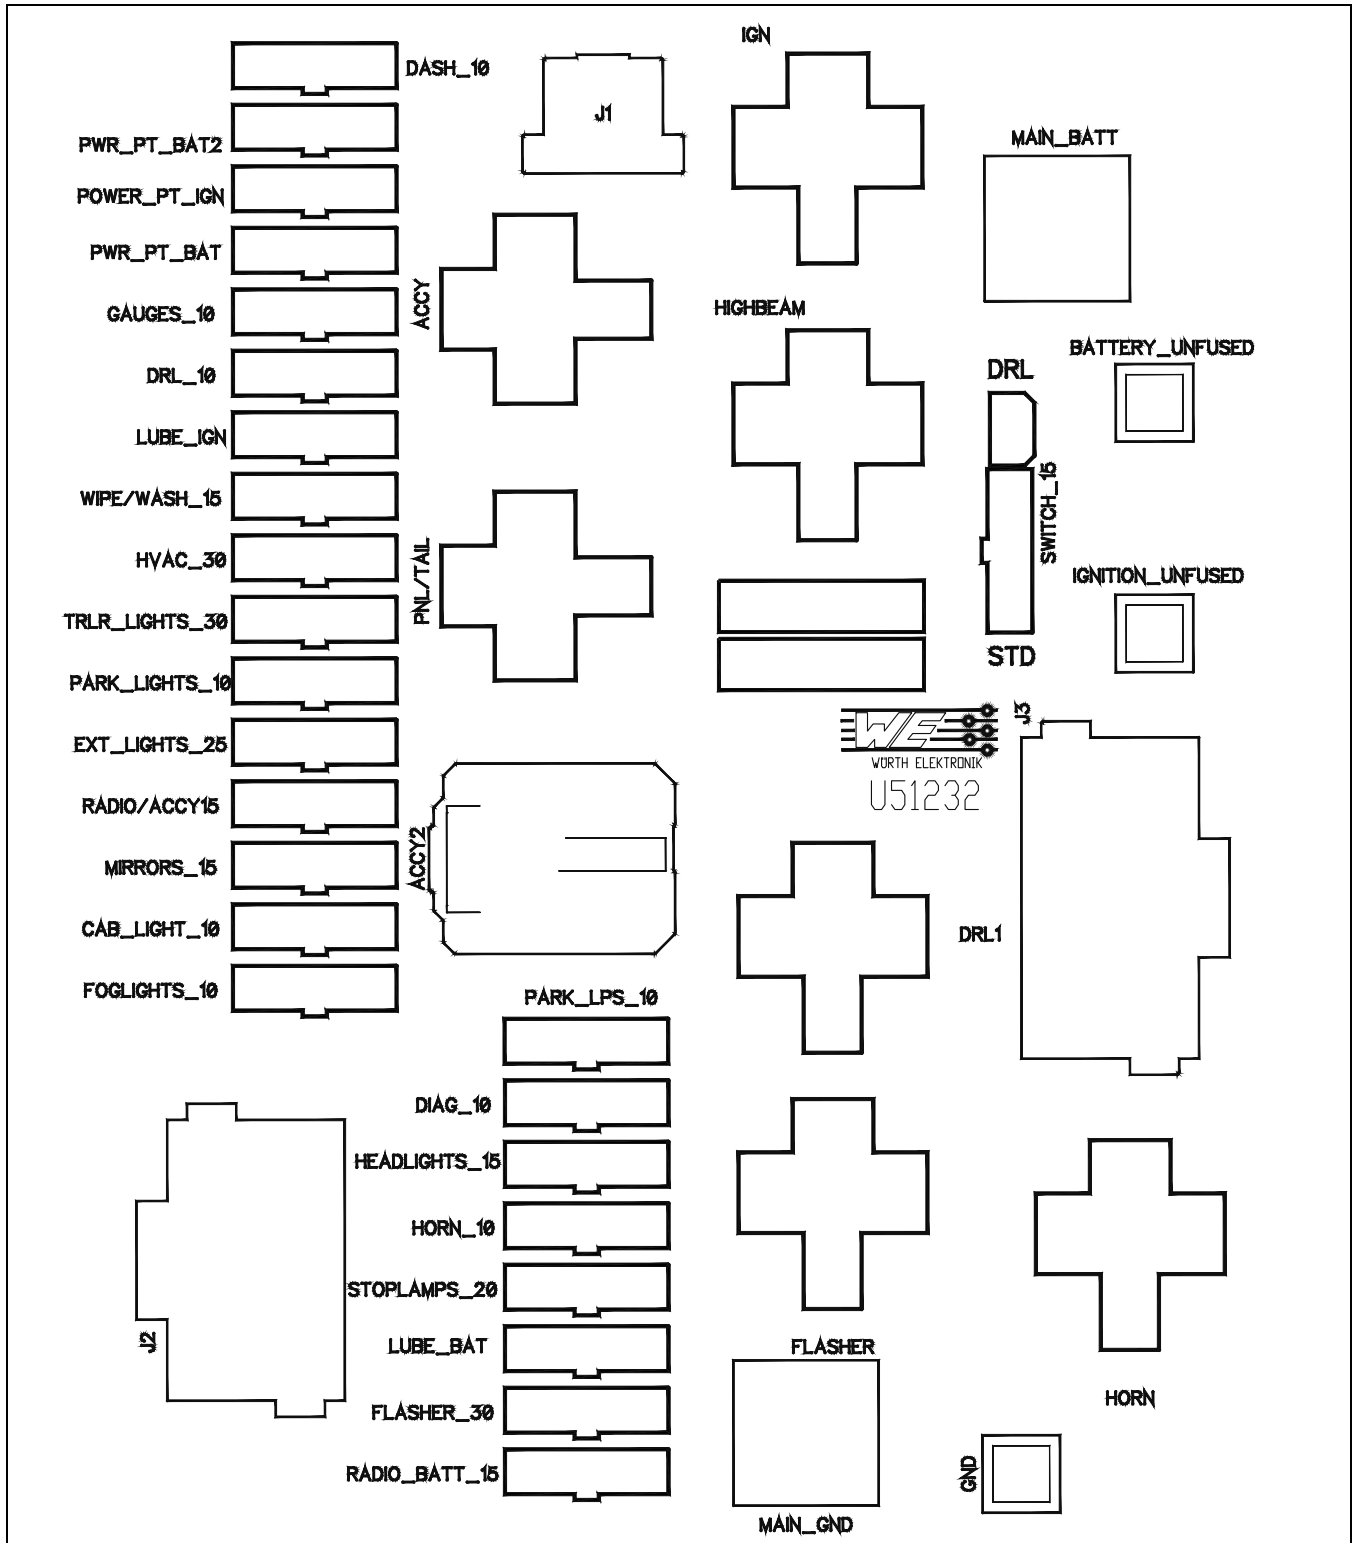 IGN
DASH_10
J1
MAIN_BATT
PWR_PT_BAT2
POWER_PT_IGN
PWR_PT_BAT
ACCY
HIGHBEAM
GAUGES_10
BATTERY_UNFUSED
DRL
DRL_10
LUBE_IGN
WIPE/WASH_15
SWITCH_15
HVAC_30
PNL/TAIL
IGNITION_UNFUSED
TRLR_LIGHTS_30
STD
PARK_LIGHTS_10
J3
EXT_LIGHTS_25
WE
WÜRTH ELEKTRONIK
U51232
RADIO/ACCY15
ACCY2
MIRRORS_15
CAB_LIGHT_10
DRL1
FOGLIGHTS_10
PARK_LPS_10
DIAG_10
HEADLIGHTS_15
HORN_10
STOPLAMPS_20
J2
LUBE_BAT
FLASHER
HORN
FLASHER_30
RADIO_BATT_15
GND
MAIN_GND